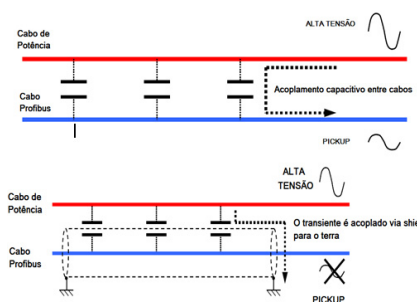 ALTA TENSÃO
Cabo de
Potência
Cabo
Profibus
Acoplamento capacitivo entre cabos
PICKUP
ALTA
TENSÃO
Cabo de
Potência
O transiente é acoplado via shie
para o terra
Cabo
Profibus
PICKUP